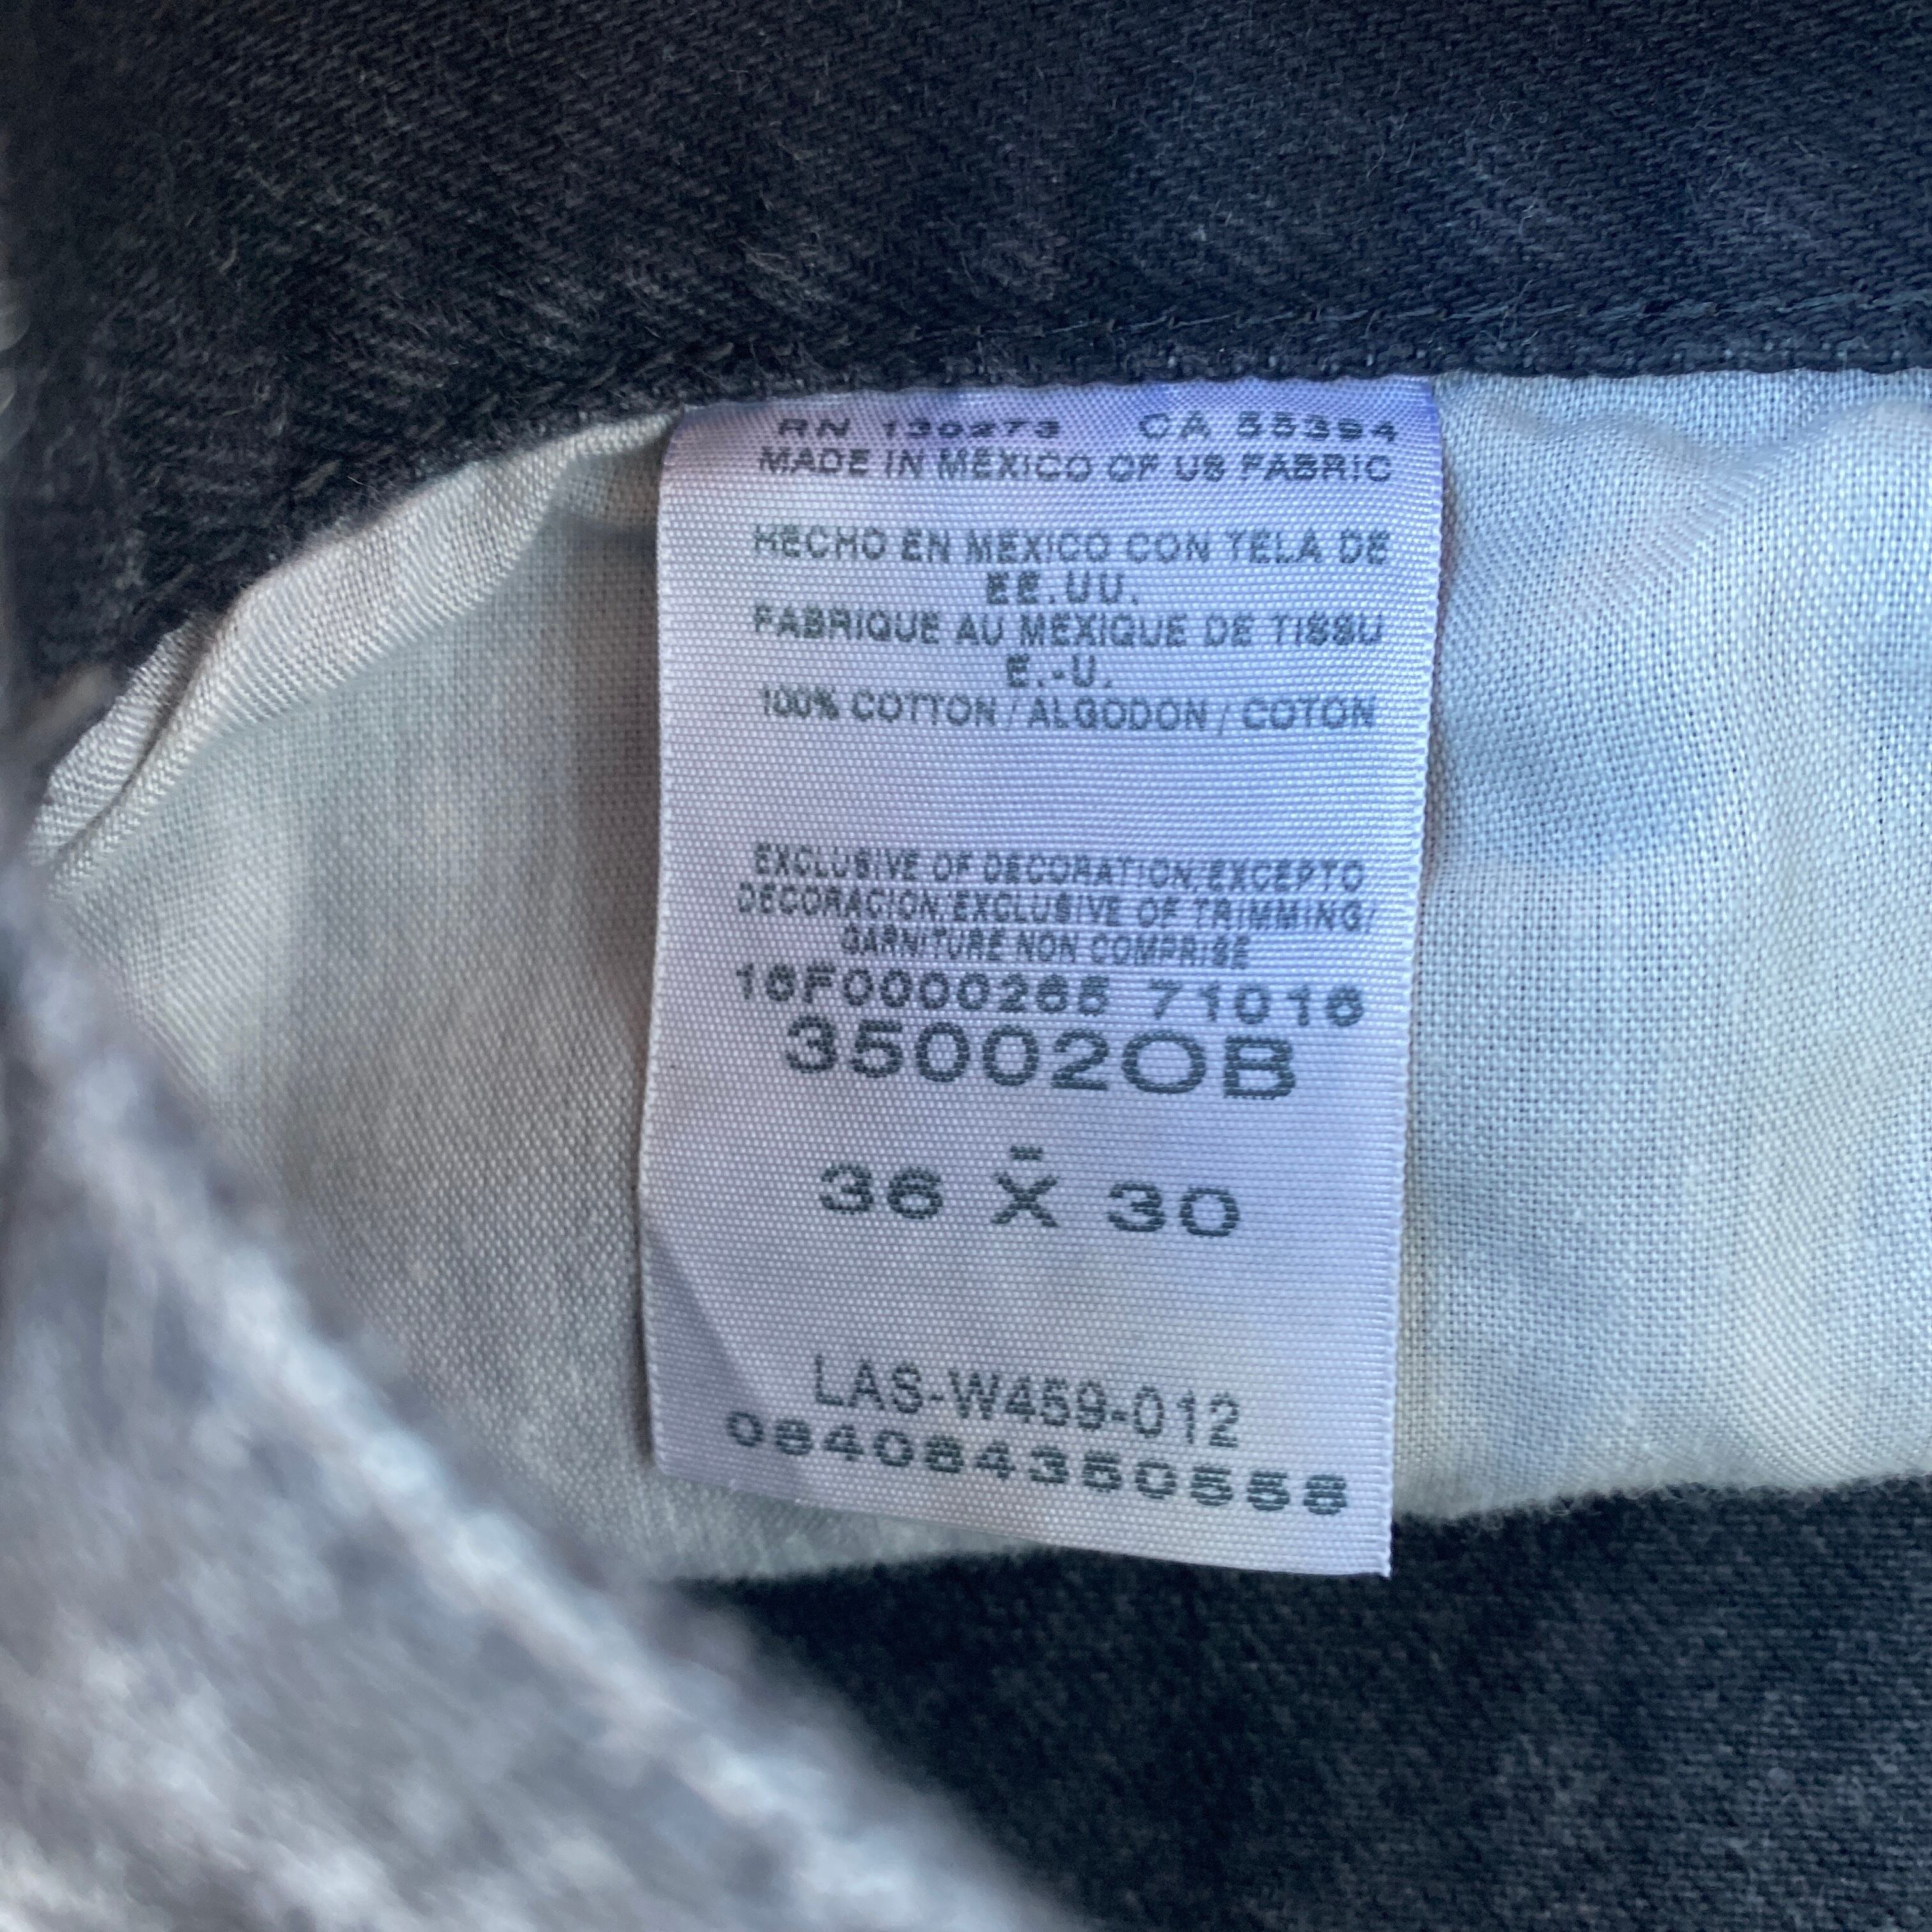 RN 130273 CA 55394
MADE IN MEXICO OF US FABRIC
HECHO EN MEXICO CON TELA DE
EE.UU.
FABRIQUE AU MEXIQUE DE TISSU
E.-U.
100% COTTON / ALGODON / COTON
EXCLUSIVE OF DECORATION;EXCEPTO
DECORACION;EXCLUSIVE OF TRIMMING/
GARNITURE NON COMPRISE
16F0000265 71016
35002OB
-
36 X 30
LAS-W459-012
084084350558